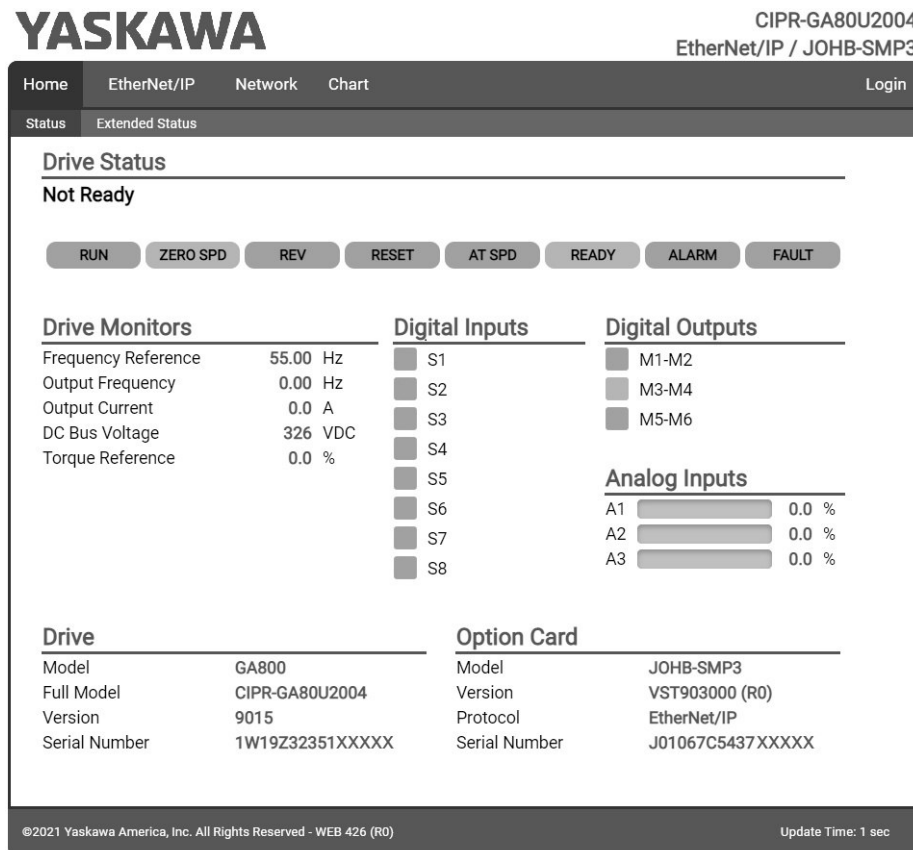 YASKAWA
CIPR-GA80U2004
EtherNet/IP / JOHB-SMP3
Home EtherNet/IP Network Chart Login
Status Extended Status
Drive Status
Not Ready
RUN ZERO SPD REV RESET AT SPD READY ALARM FAULT
Drive Monitors
Frequency Reference 55.00 Hz
Output Frequency 0.00 Hz
Output Current 0.0 A
DC Bus Voltage 326 VDC
Torque Reference 0.0 %
Digital Inputs
S1
S2
S3
S4
S5
S6
S7
S8
Digital Outputs
M1-M2
M3-M4
M5-M6
Analog Inputs
A1 0.0 %
A2 0.0 %
A3 0.0 %
Drive
Model GA800
Full Model CIPR-GA80U2004
Version 9015
Serial Number 1W19Z32351XXXXX
Option Card
Model JOHB-SMP3
Version VST903000 (R0)
Protocol EtherNet/IP
Serial Number J01067C5437XXXXX
©2021 Yaskawa America, Inc. All Rights Reserved - WEB 426 (R0) Update Time: 1 sec